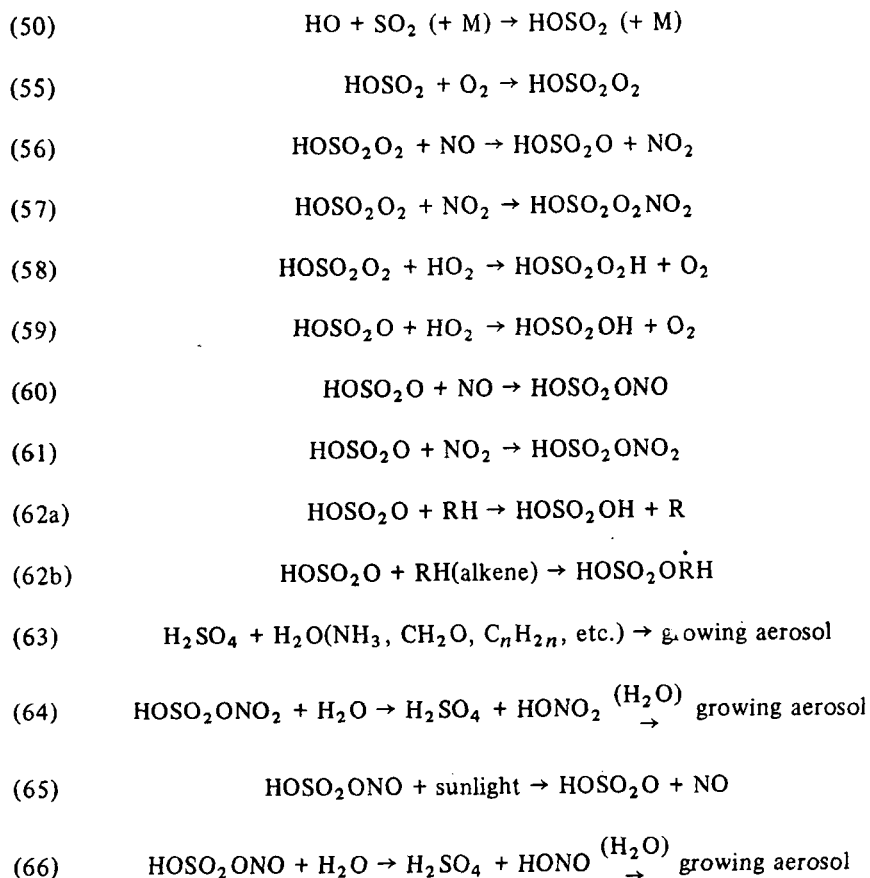 (50) HO + SO₂ (+ M) → HOSO₂ (+ M)
(55) HOSO₂ + O₂ → HOSO₂O₂
(56) HOSO₂O₂ + NO → HOSO₂O + NO₂
(57) HOSO₂O₂ + NO₂ → HOSO₂O₂NO₂
(58) HOSO₂O₂ + HO₂ → HOSO₂O₂H + O₂
(59) HOSO₂O + HO₂ → HOSO₂OH + O₂
(60) HOSO₂O + NO → HOSO₂ONO
(61) HOSO₂O + NO₂ → HOSO₂ONO₂
(62a) HOSO₂O + RH → HOSO₂OH + R
(62b) HOSO₂O + RH(alkene) → HOSO₂OṘH
(63) H₂SO₄ + H₂O(NH₃, CH₂O, CₙH₂ₙ, etc.) → growing aerosol
(64) HOSO₂ONO₂ + H₂O → H₂SO₄ + HONO₂ (H₂O) → growing aerosol
(65) HOSO₂ONO + sunlight → HOSO₂O + NO
(66) HOSO₂ONO + H₂O → H₂SO₄ + HONO (H₂O) → growing aerosol